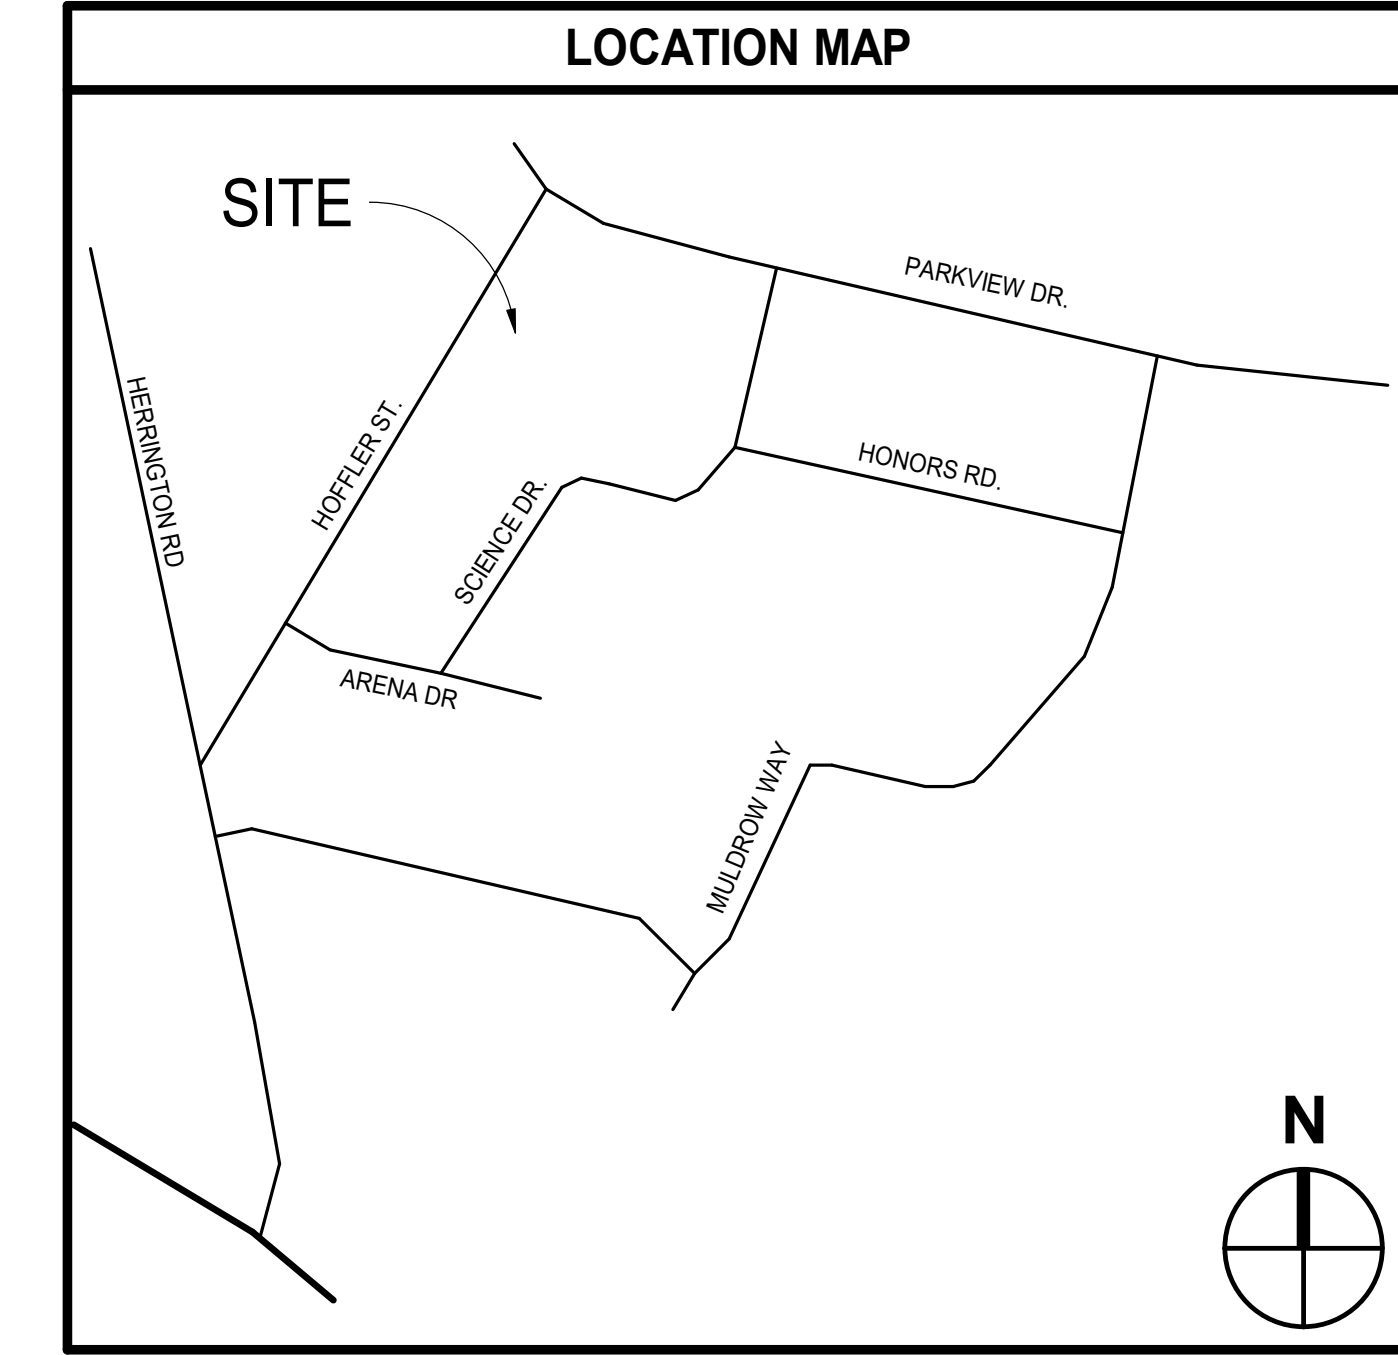 LOCATION MAP
SITE
PARKVIEW DR.
HERRINGTON RD
HOFFLER ST.
HONORS RD.
SCIENCE DR.
ARENA DR
MULDROW WAY
N